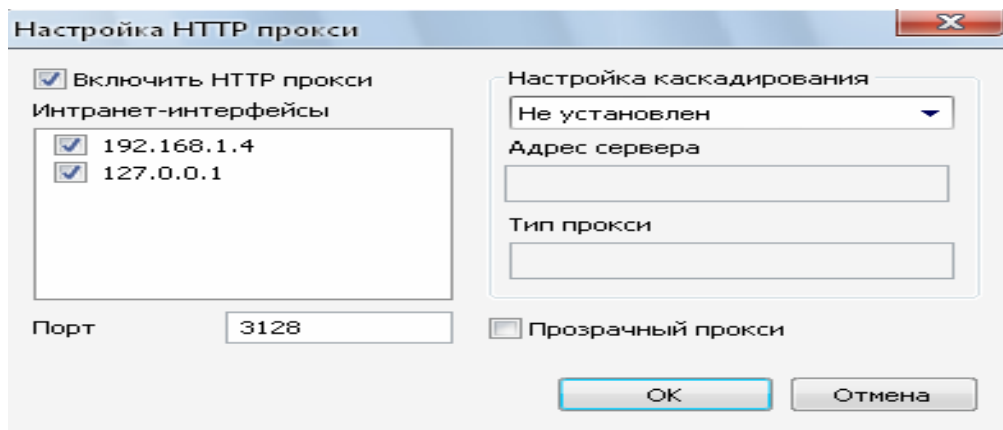 Настройка HTTP прокси
Включить HTTP прокси
Интранет-интерфейсы
192.168.1.4
127.0.0.1
Порт
3128
Настройка каскадирования
Не установлен
Адрес сервера
Тип прокси
Прозрачный прокси
OK
Отмена